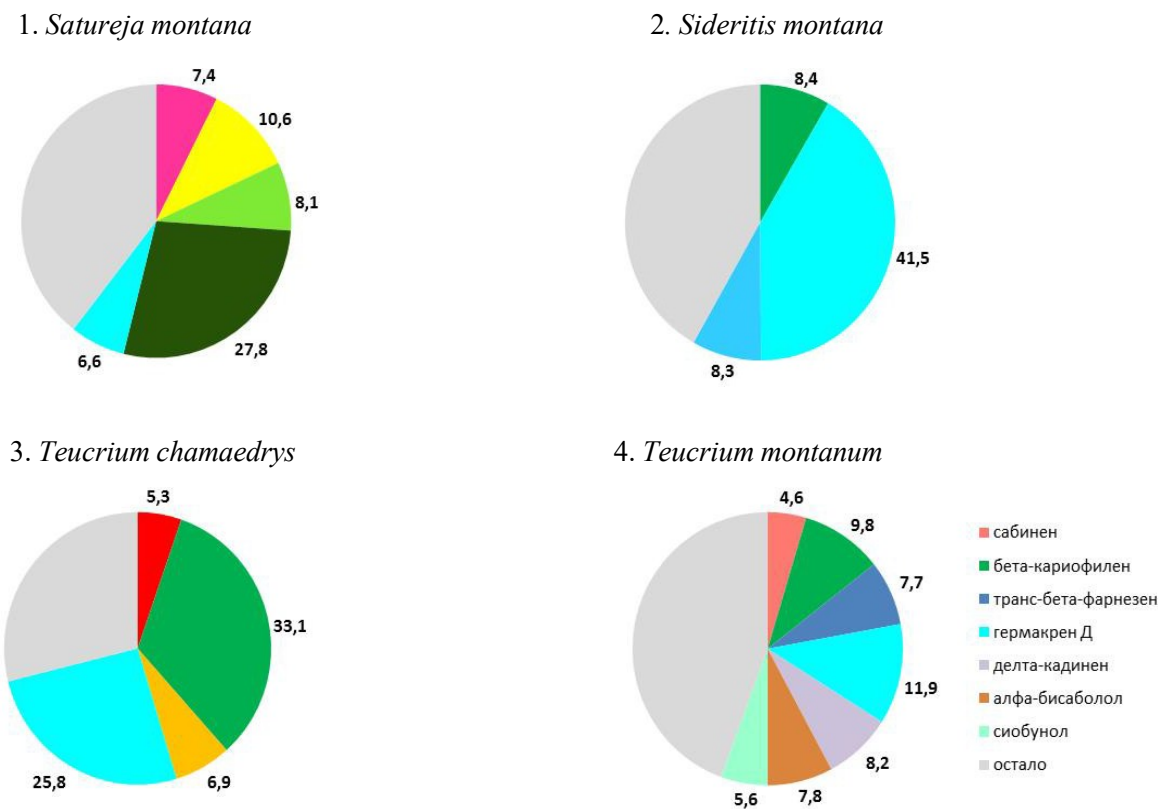 1. Satureja montana
2. Sideritis montana
7,4
10,6
8,1
27,8
6,6
8,4
41,5
8,3
3. Teucrium chamaedrys
4. Teucrium montanum
5,3
33,1
6,9
25,8
4,6
9,8
7,7
11,9
8,2
7,8
5,6
сабинен
бета-кариофилен
транс-бета-фарнезен
гермакрен Д
делта-кадинен
алфа-бисаболол
сиобунол
остало